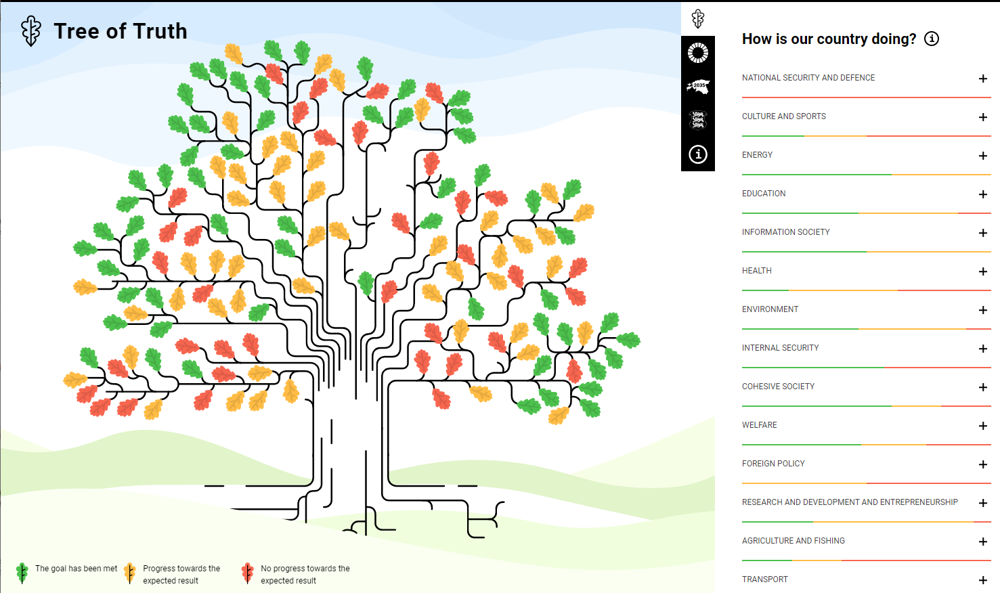 Tree of Truth
2035
How is our country doing?
NATIONAL SECURITY AND DEFENCE
CULTURE AND SPORTS
ENERGY
EDUCATION
INFORMATION SOCIETY
HEALTH
ENVIRONMENT
INTERNAL SECURITY
COHESIVE SOCIETY
WELFARE
FOREIGN POLICY
RESEARCH AND DEVELOPMENT AND ENTREPRENEURSHIP
AGRICULTURE AND FISHING
TRANSPORT
The goal has been met
Progress towards the
expected result
No progress towards the
expected result